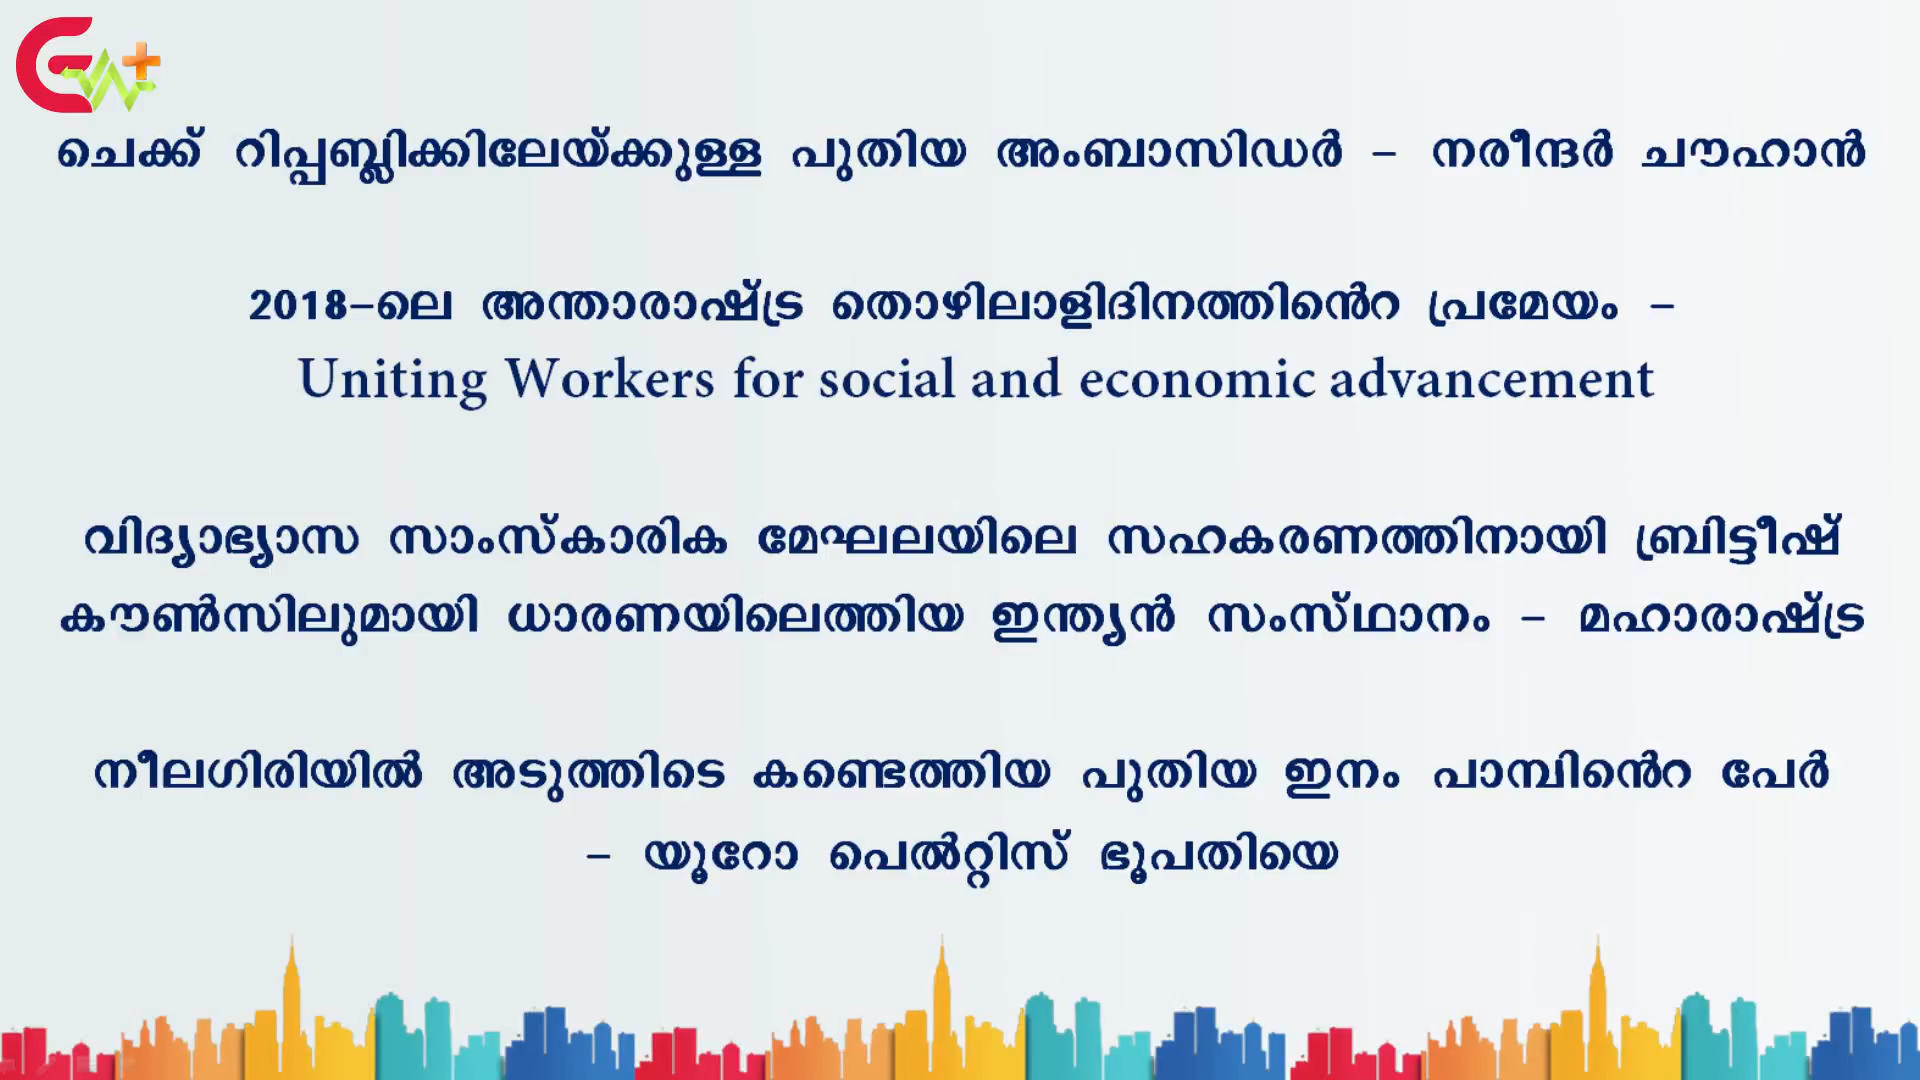 ചെക്ക് റിപ്പബ്ലിക്കിലേയ്ക്കുള്ള പുതിയ അംബാസിഡർ - നരീന്ദർ ചൗഹാൻ
2018-ലെ അന്താരാഷ്ട്ര തൊഴിലാളിദിനത്തിൻെറ പ്രമേയം -
Uniting Workers for social and economic advancement
വിദ്യാഭ്യാസ സാംസ്കാരിക മേഘലയിലെ സഹകരണത്തിനായി ബ്രിട്ടീഷ്
കൗൺസിലുമായി ധാരണയിലെത്തിയ ഇന്ത്യൻ സംസ്ഥാനം - മഹാരാഷ്ട്ര
നീലഗിരിയിൽ അടുത്തിടെ കണ്ടെത്തിയ പുതിയ ഇനം പാമ്പിൻെറ പേർ
- യൂറോ പെൽറ്റിസ് ഭൂപതിയെ